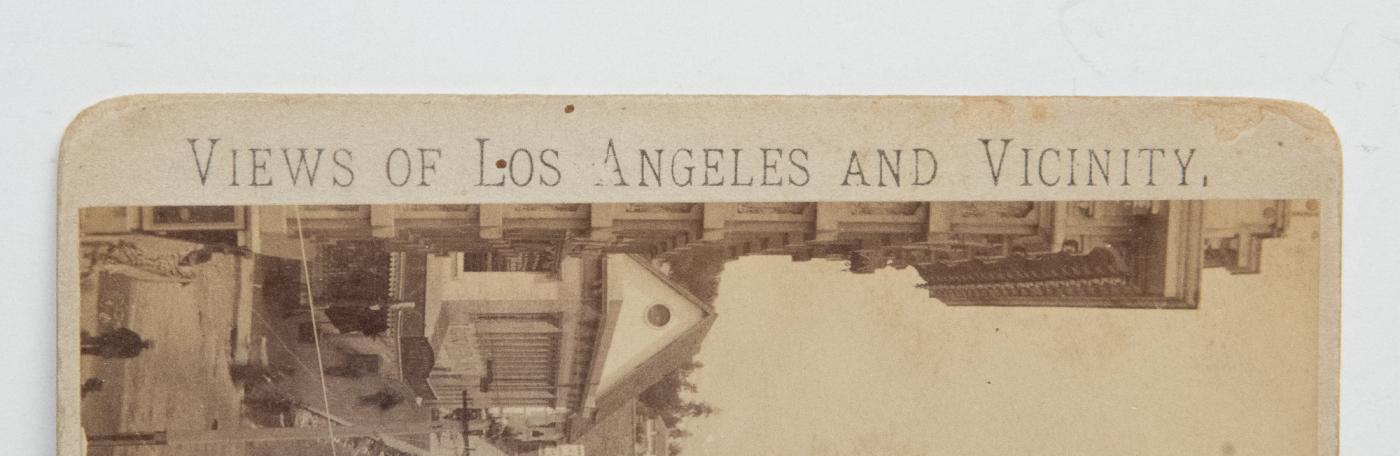 VIEWS OF LOS ANGELES AND VICINITY.